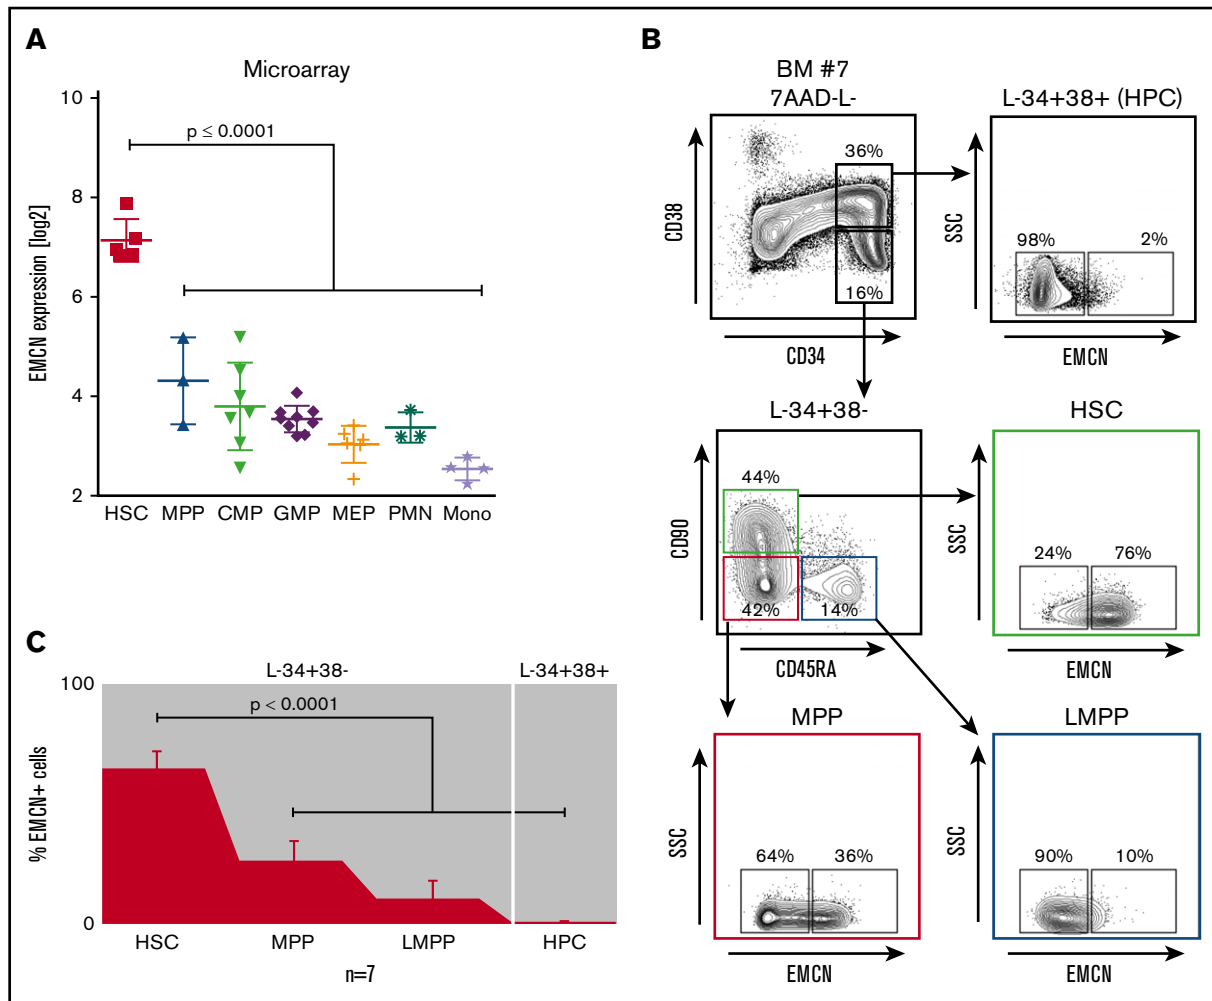 A
Microarray
EMCN expression [log2]
10
8
6
4
2
p ≤ 0.0001
HSC MPP CMP GMP MEP PMN Mono
B
BM #7
7AAD-L-
CD38
36%
16%
CD34
L-34+38+ (HPC)
SSC
98% 2%
EMCN
L-34+38-
CD90
44%
42% 14%
CD45RA
HSC
SSC
24% 76%
EMCN
MPP
SSC
64% 36%
EMCN
LMPP
SSC
90% 10%
EMCN
C
L-34+38- L-34+38+
% EMCN+ cells
100
0
p < 0.0001
HSC MPP LMPP HPC
n=7